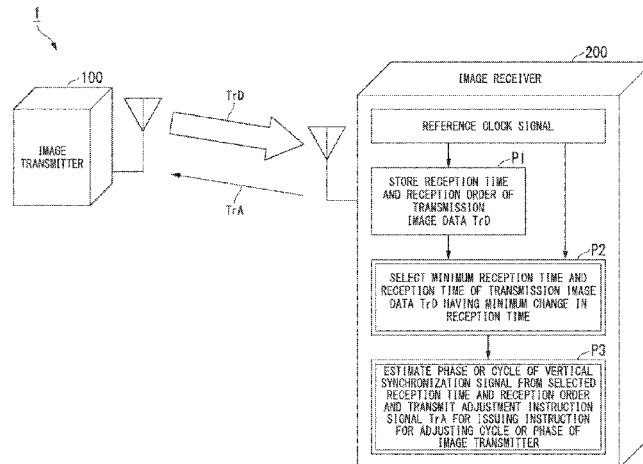 1
100
IMAGE
TRANSMITTER
TrD
TrA
200
IMAGE RECEIVER
REFERENCE CLOCK SIGNAL
P1
STORE RECEPTION TIME
AND RECEPTION ORDER OF
TRANSMISSION
IMAGE DATA TrD
P2
SELECT MINIMUM RECEPTION TIME AND
RECEPTION TIME OF TRANSMISSION IMAGE
DATA TrD HAVING MINIMUM CHANGE IN
RECEPTION TIME
P3
ESTIMATE PHASE OR CYCLE OF VERTICAL
SYNCHRONIZATION SIGNAL FROM SELECTED
RECEPTION TIME AND RECEPTION ORDER
AND TRANSMIT ADJUSTMENT INSTRUCTION
SIGNAL TrA FOR ISSUING INSTRUCTION
FOR ADJUSTING CYCLE OR PHASE OF
IMAGE TRANSMITTER